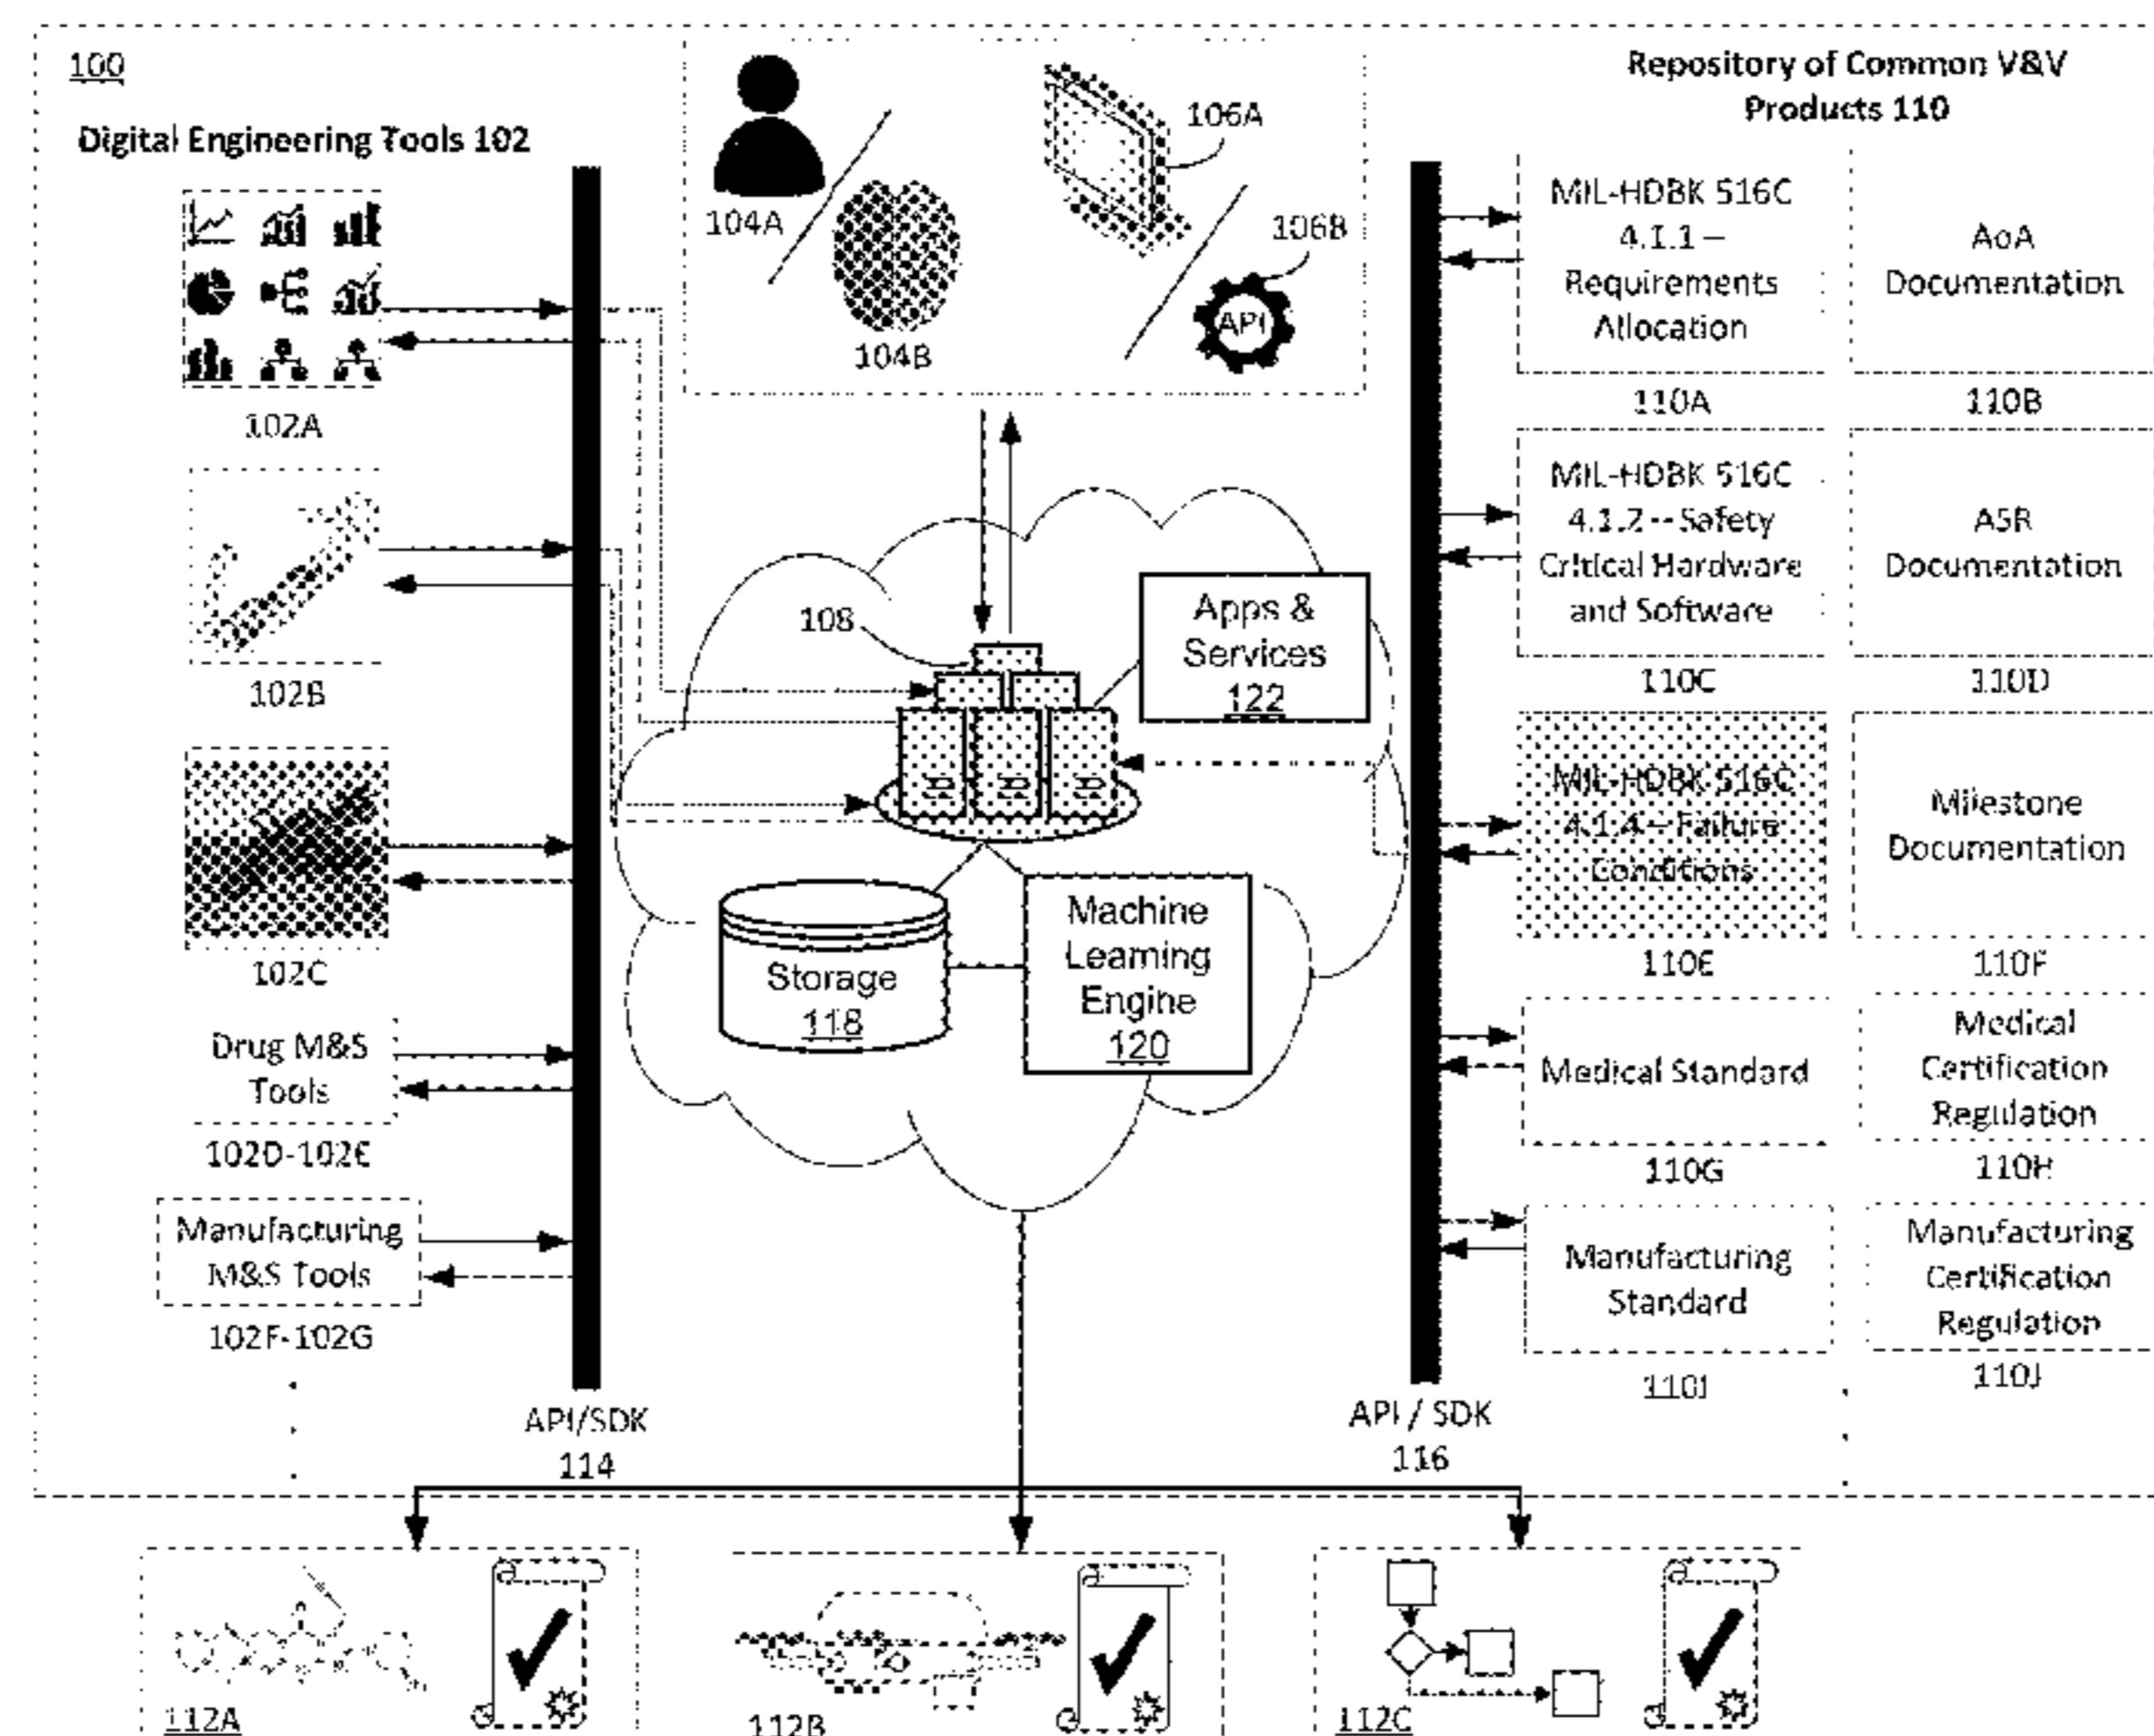 100
Digital Engineering Tools 102
102A
102B
102C
Drug M&S
Tools
102D-102E
Manufacturing
M&S Tools
102F-102G
API/SDK
114
104A
104B
106A
106B
API
108
Apps &
Services
122
Storage
118
Machine
Learning
Engine
120
API / SDK
116
Repository of Common V&V
Products 110
MIL-HDBK 516C
4.1.1 –
Requirements
Allocation
110A
AoA
Documentation
110B
MIL-HDBK 516C
4.1.2 – Safety
Critical Hardware
and Software
110C
ASR
Documentation
110D
MIL-HDBK 516C
4.1.4 – Failure
Conditions
110E
Milestone
Documentation
110F
Medical Standard
110G
Medical
Certification
Regulation
110H
Manufacturing
Standard
110I
Manufacturing
Certification
Regulation
110J
112A
112B
112C